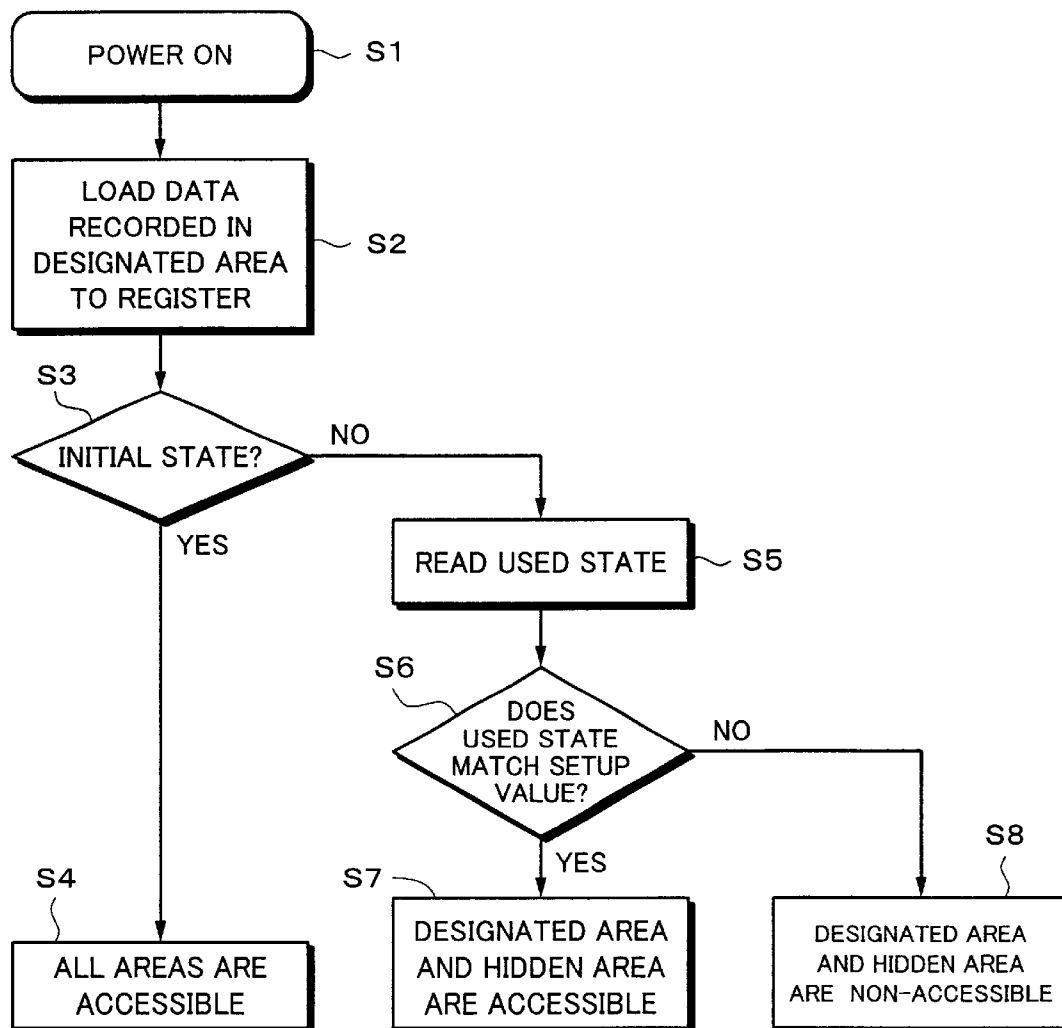 POWER ON
S1
LOAD DATA
RECORDED IN
DESIGNATED AREA
TO REGISTER
S2
S3
INITIAL STATE?
NO
YES
READ USED STATE
S5
S6
DOES
USED STATE
MATCH SETUP
VALUE?
NO
YES
S4
ALL AREAS ARE
ACCESSIBLE
S7
DESIGNATED AREA
AND HIDDEN AREA
ARE ACCESSIBLE
S8
DESIGNATED AREA
AND HIDDEN AREA
ARE NON-ACCESSIBLE